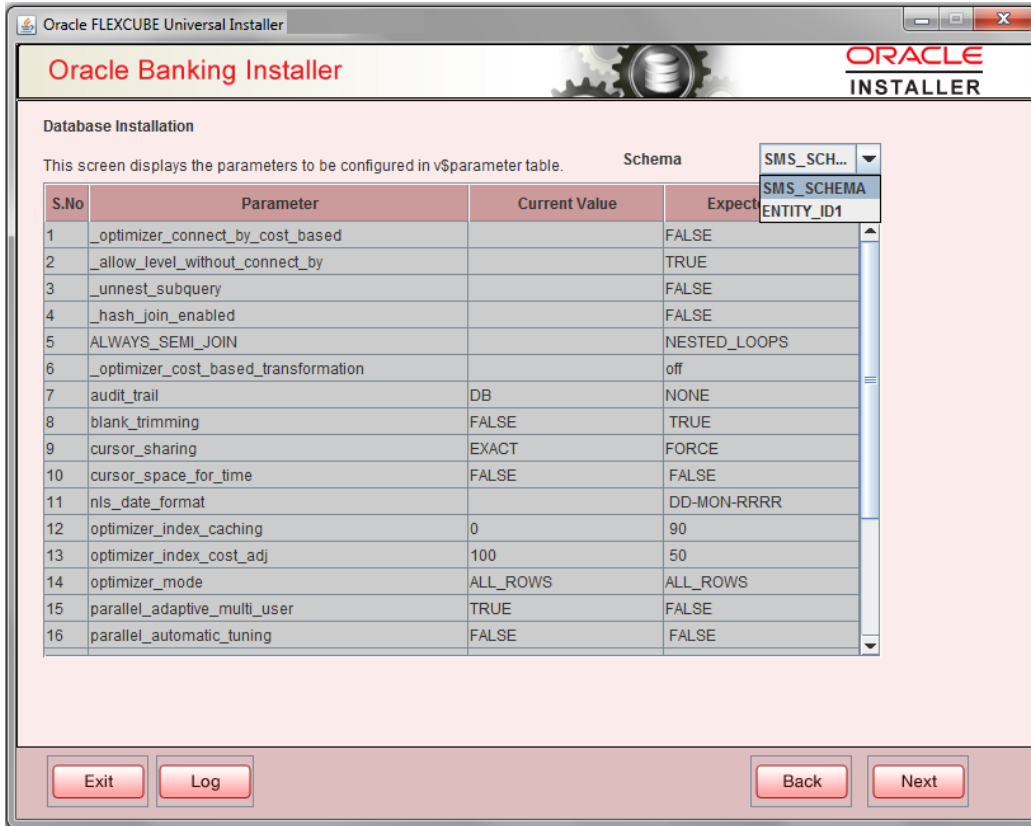 Oracle FLEXCUBE Universal Installer
Oracle Banking Installer
ORACLE
INSTALLER
Database Installation
This screen displays the parameters to be configured in v$parameter table.
Schema
SMS_SCH...
SMS_SCHEMA
ENTITY_ID1
S.No Parameter Current Value
1 _optimizer_connect_by_cost_based FALSE
2 _allow_level_without_connect_by TRUE
3 _unnest_subquery FALSE
4 _hash_join_enabled FALSE
5 ALWAYS_SEMI_JOIN NESTED_LOOPS
6 _optimizer_cost_based_transformation off
7 audit_trail DB NONE
8 blank_trimming FALSE TRUE
9 cursor_sharing EXACT FORCE
10 cursor_space_for_time FALSE FALSE
11 nls_date_format DD-MON-RRRR
12 optimizer_index_caching 0 90
13 optimizer_index_cost_adj 100 50
14 optimizer_mode ALL_ROWS ALL_ROWS
15 parallel_adaptive_multi_user TRUE FALSE
16 parallel_automatic_tuning FALSE FALSE
Exit
Log
Back
Next